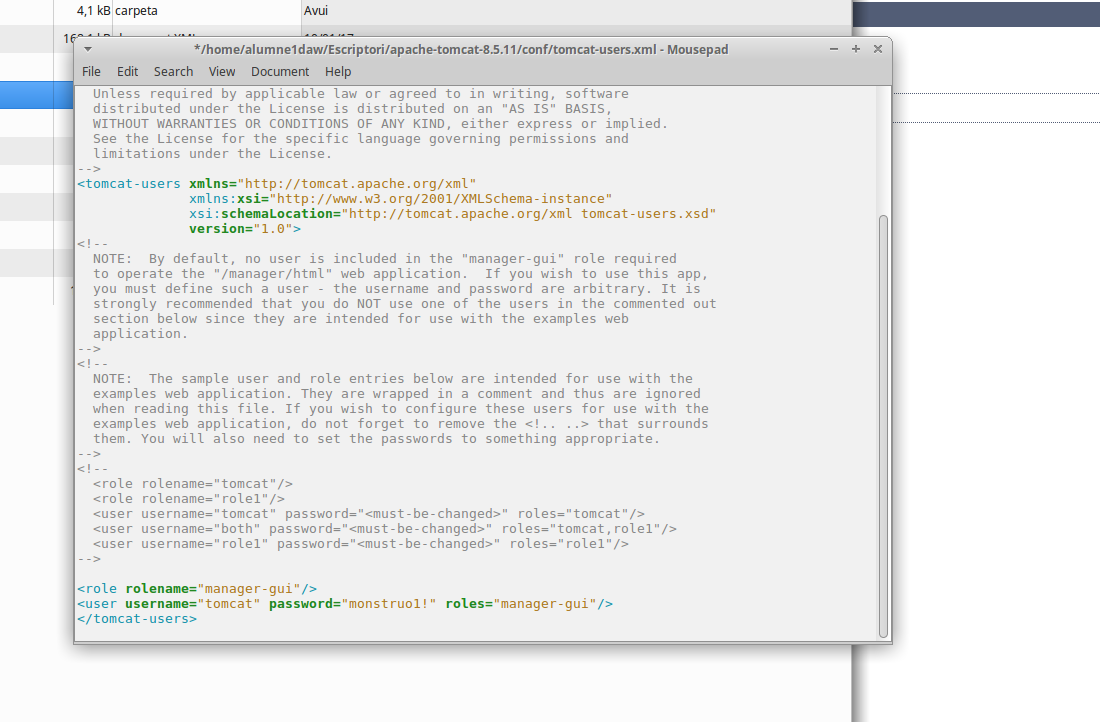 4,1 kB carpeta Avui
*/home/alumne1daw/Escriptori/apache-tomcat-8.5.11/conf/tomcat-users.xml - Mousepad
File Edit Search View Document Help
Unless required by applicable law or agreed to in writing, software
distributed under the License is distributed on an "AS IS" BASIS,
WITHOUT WARRANTIES OR CONDITIONS OF ANY KIND, either express or implied.
See the License for the specific language governing permissions and
limitations under the License.
-->
<tomcat-users xmlns="http://tomcat.apache.org/xml"
xmlns:xsi="http://www.w3.org/2001/XMLSchema-instance"
xsi:schemaLocation="http://tomcat.apache.org/xml tomcat-users.xsd"
version="1.0">
<!--
NOTE:  By default, no user is included in the "manager-gui" role required
to operate the "/manager/html" web application.  If you wish to use this app,
you must define such a user - the username and password are arbitrary. It is
strongly recommended that you do NOT use one of the users in the commented out
section below since they are intended for use with the examples web
application.
-->
<!--
NOTE:  The sample user and role entries below are intended for use with the
examples web application. They are wrapped in a comment and thus are ignored
when reading this file. If you wish to configure these users for use with the
examples web application, do not forget to remove the <!.. ..> that surrounds
them. You will also need to set the passwords to something appropriate.
-->
<!--
<role rolename="tomcat"/>
<role rolename="role1"/>
<user username="tomcat" password="<must-be-changed>" roles="tomcat"/>
<user username="both" password="<must-be-changed>" roles="tomcat,role1"/>
<user username="role1" password="<must-be-changed>" roles="role1"/>
-->
<role rolename="manager-gui"/>
<user username="tomcat" password="monstruo1!" roles="manager-gui"/>
</tomcat-users>